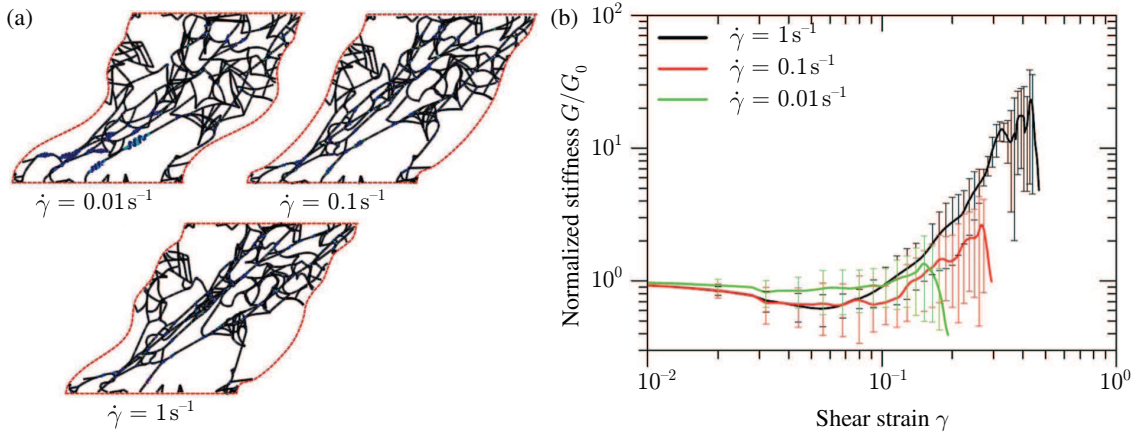 (a)
γ̇ = 0.01 s⁻¹
γ̇ = 0.1 s⁻¹
γ̇ = 1 s⁻¹
(b)
10²
10¹
10⁰
Normalized stiffness G/G₀
γ̇ = 1 s⁻¹
γ̇ = 0.1 s⁻¹
γ̇ = 0.01 s⁻¹
10⁻²
10⁻¹
10⁰
Shear strain γ